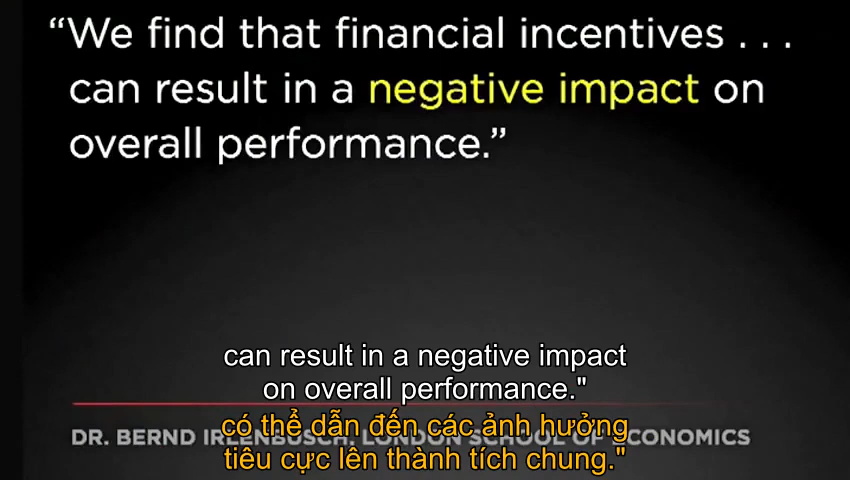 “We find that financial incentives . . .
can result in a negative impact on
overall performance.”
can result in a negative impact
on overall performance."
có thể dẫn đến các ảnh hưởng
tiêu cực lên thành tích chung."
DR. BERND IRLENBUSCH, LONDON SCHOOL OF ECONOMICS